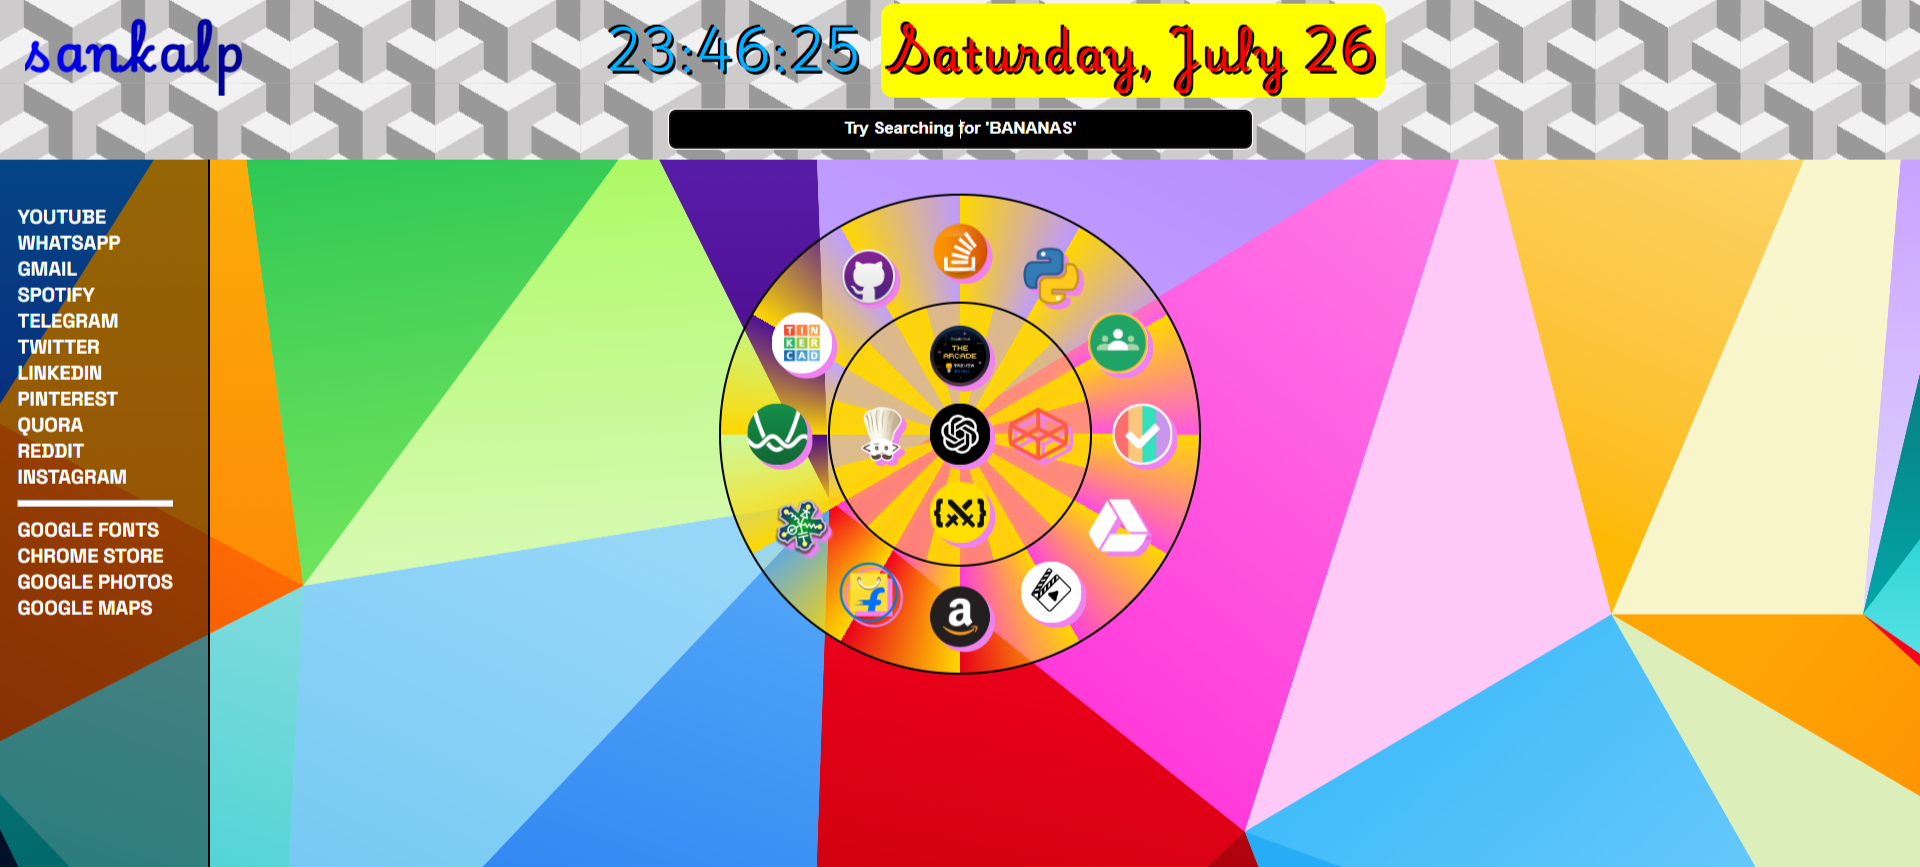 sankalp
23:46:25 Saturday, July 26
Try Searching for 'BANANAS'
YOUTUBE
WHATSAPP
GMAIL
SPOTIFY
TELEGRAM
TWITTER
LINKEDIN
PINTEREST
QUORA
REDDIT
INSTAGRAM
GOOGLE FONTS
CHROME STORE
GOOGLE PHOTOS
GOOGLE MAPS
TIN
KER
CAD
THE
ARCADE
TRIVIA
{X}
f
a